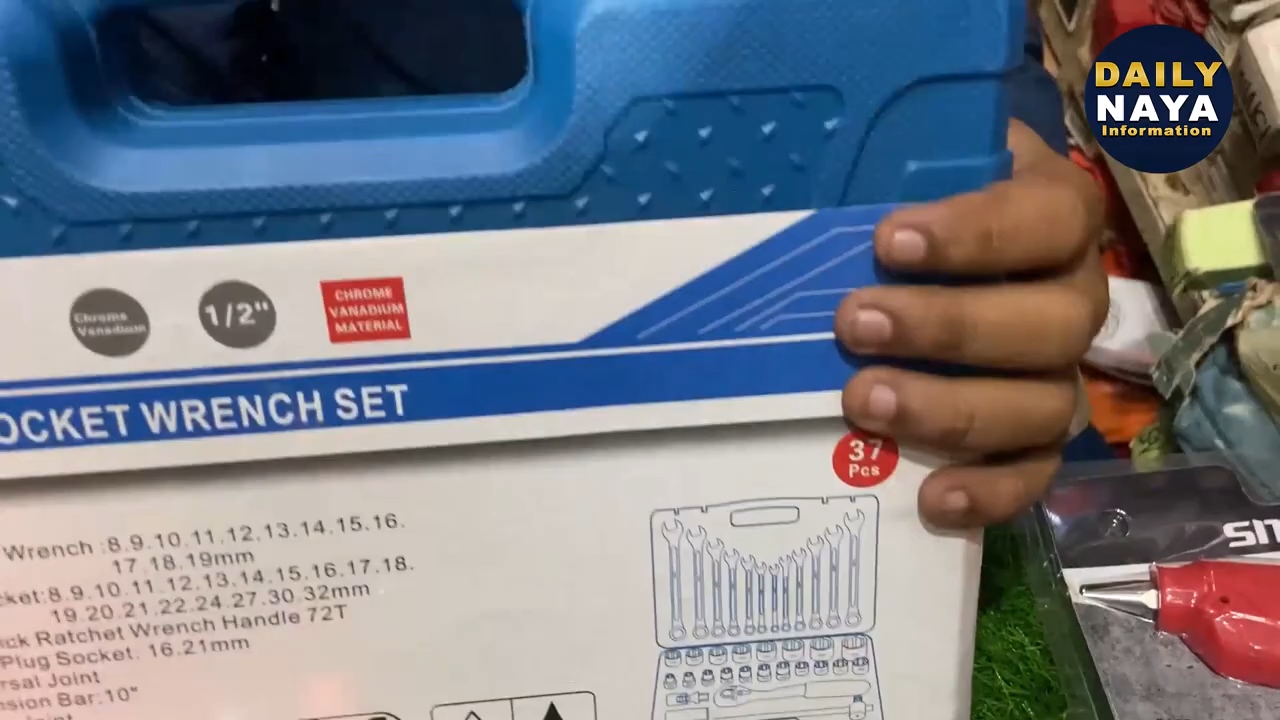 DAILY
NAYA
Information
Chrome
Vanadium
1/2"
CHROME
VANADIUM
MATERIAL
OCKET WRENCH SET
37
Pcs
Wrench :8.9.10.11.12.13.14.15.16.
17.18.19mm
ket:8.9.10.11.12.13.14.15.16.17.18.
19.20.21.22.24.27.30.32mm
ick Ratchet Wrench Handle 72T
Plug Socket. 16.21mm
rsal Joint
nsion Bar:10"